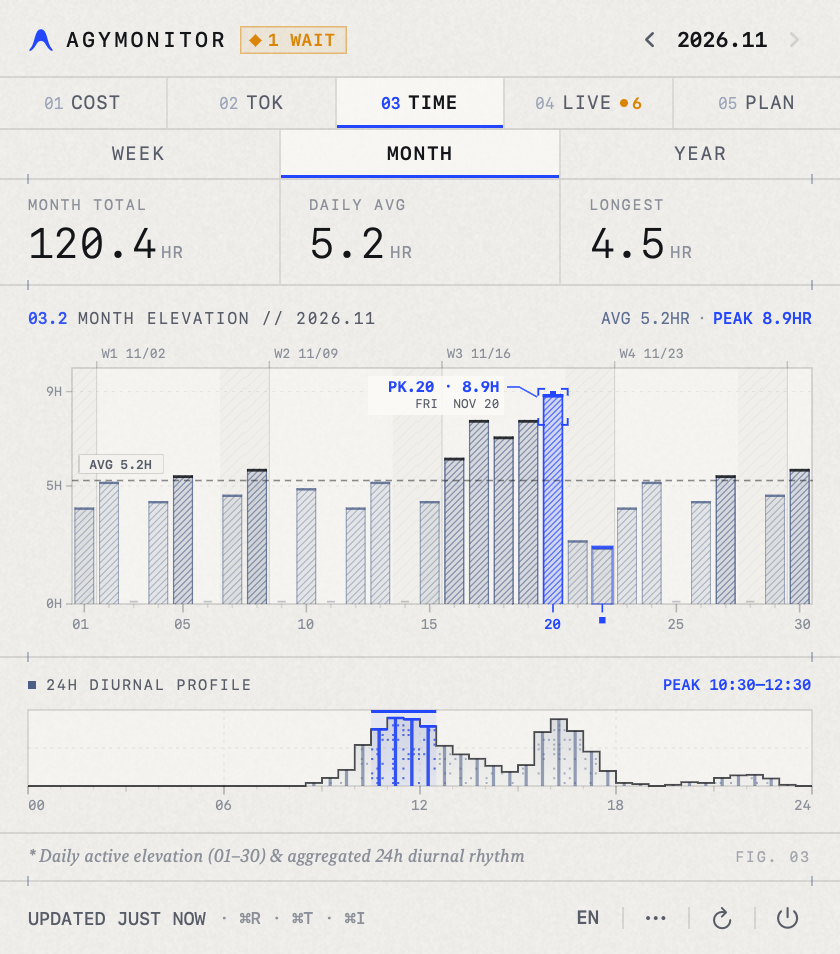 AGYMONITOR ◆ 1 WAIT 2026.11
01 COST 02 TOK 03 TIME 04 LIVE ●6 05 PLAN
WEEK MONTH YEAR
MONTH TOTAL DAILY AVG LONGEST
120.4 HR 5.2 HR 4.5 HR
03.2 MONTH ELEVATION // 2026.11 AVG 5.2HR · PEAK 8.9HR
W1 11/02 W2 11/09 W3 11/16 W4 11/23
9H PK.20 · 8.9H
FRI NOV 20
AVG 5.2H
5H
0H
01 05 10 15 20 25 30
24H DIURNAL PROFILE PEAK 10:30—12:30
00 06 12 18 24
* Daily active elevation (01–30) & aggregated 24h diurnal rhythm FIG. 03
UPDATED JUST NOW · ⌘R · ⌘T · ⌘I EN